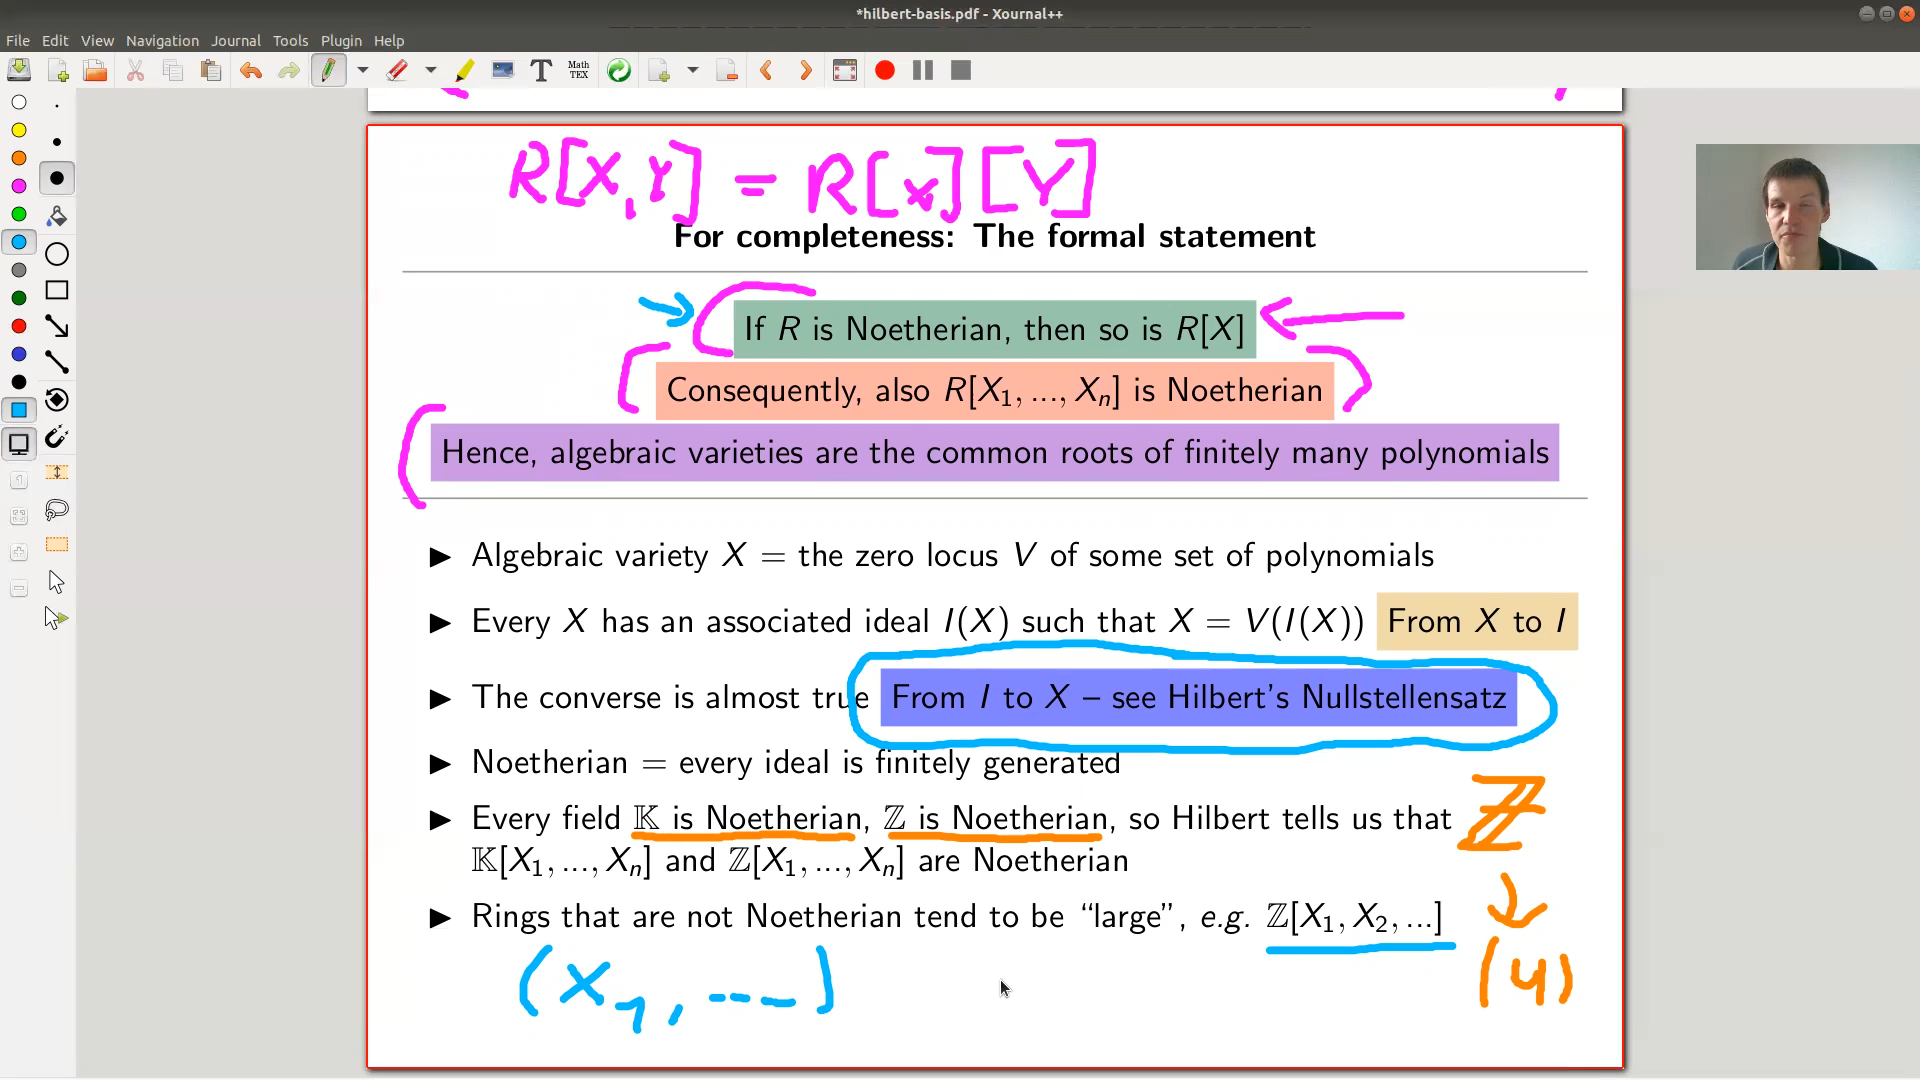 *hilbert-basis.pdf - Xournal++
File Edit View Navigation Journal Tools Plugin Help
T Math TEX
R[X,Y] = R[X][Y]
For completeness: The formal statement
If R is Noetherian, then so is R[X]
Consequently, also R[X₁, ..., Xₙ] is Noetherian
Hence, algebraic varieties are the common roots of finitely many polynomials
▶ Algebraic variety X = the zero locus V of some set of polynomials
▶ Every X has an associated ideal I(X) such that X = V(I(X)) From X to I
▶ The converse is almost true From I to X – see Hilbert's Nullstellensatz
▶ Noetherian = every ideal is finitely generated
▶ Every field 𝕂 is Noetherian, ℤ is Noetherian, so Hilbert tells us that
𝕂[X₁, ..., Xₙ] and ℤ[X₁, ..., Xₙ] are Noetherian
ℤ
▶ Rings that are not Noetherian tend to be “large”, e.g. ℤ[X₁, X₂, ...]
(X₁, ---)
(4)